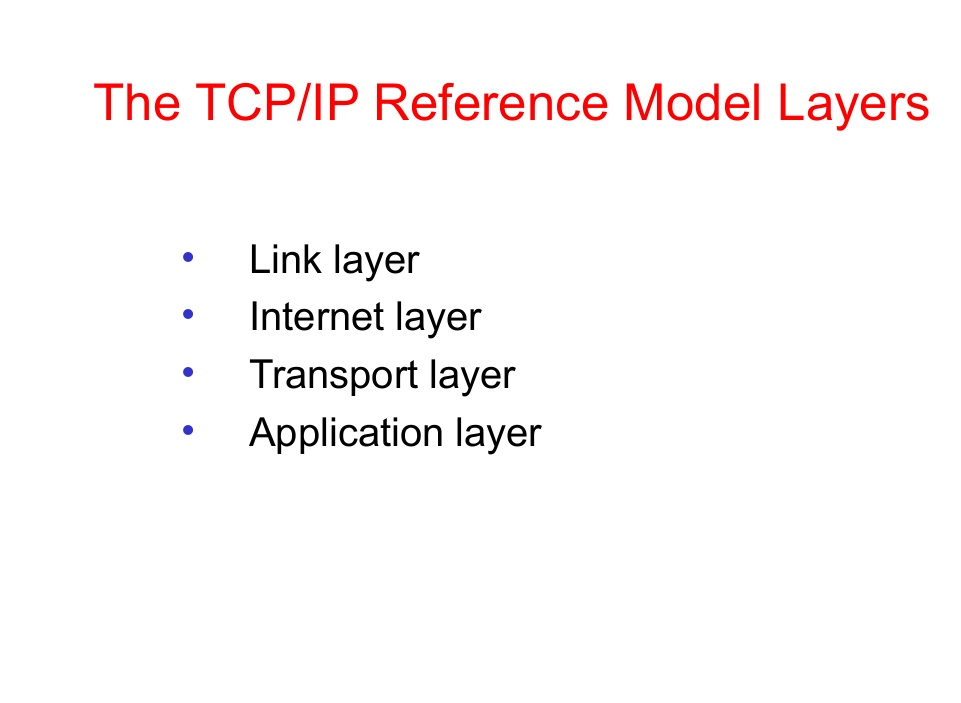 The TCP/IP Reference Model Layers
• Link layer
• Internet layer
• Transport layer
• Application layer